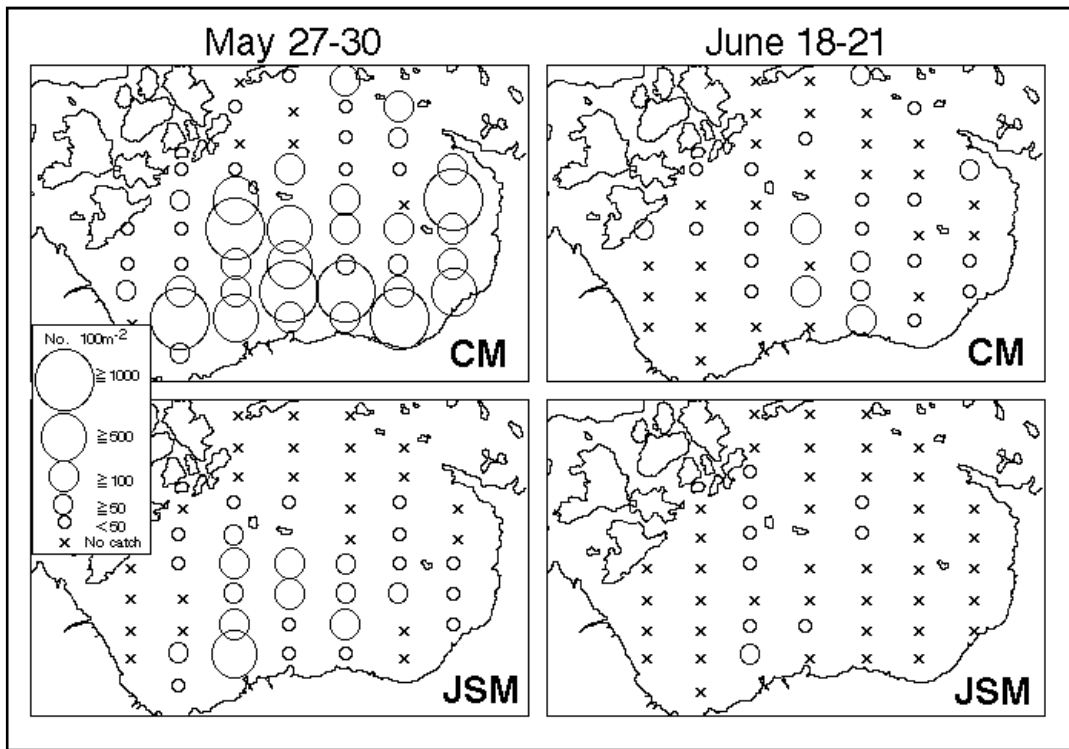 May 27-30
June 18-21
CM
CM
No. 100m⁻²
≧1000
≧500
≧100
≧50
<50
x No catch
JSM
JSM